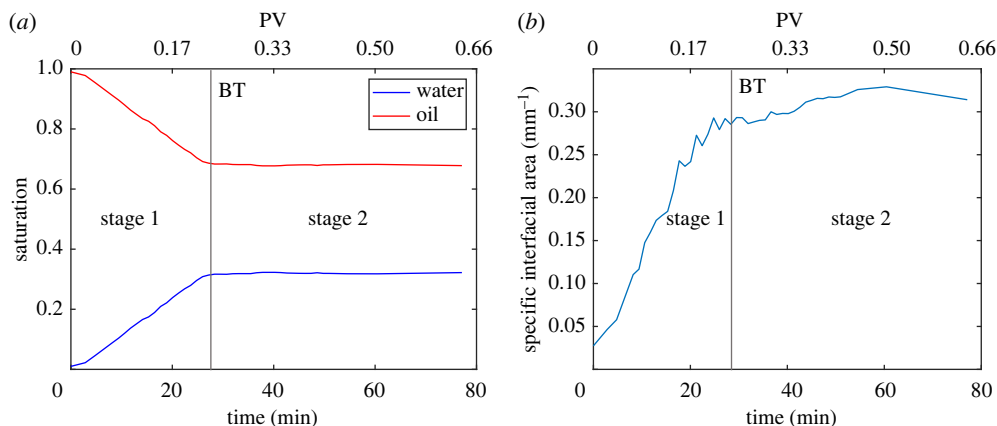 (a)
PV
0 0.17 0.33 0.50 0.66
1.0
0.8
0.6
0.4
0.2
saturation
BT
water
oil
stage 1
stage 2
0 20 40 60 80
time (min)
(b)
PV
0 0.17 0.33 0.50 0.66
0.30
0.25
0.20
0.15
0.10
0.05
specific interfacial area (mm⁻¹)
BT
stage 1
stage 2
0 20 40 60 80
time (min)